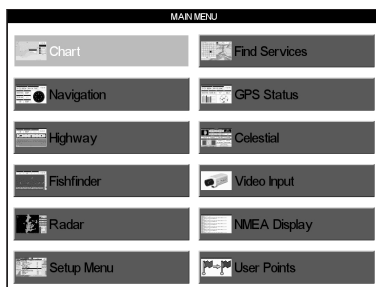 MAIN MENU
Chart
Find Services
Navigation
GPS Status
Highway
Celestial
Fishfinder
Video Input
Radar
NMEA Display
Setup Menu
User Points